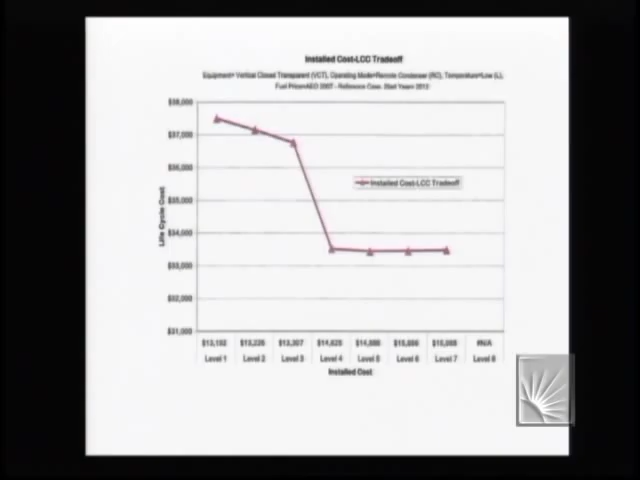 Installed Cost-LCC Tradeoff
Equipment= Vertical Closed Transparent (VCT), Operating Mode=Remote Condenser (RC), Temperature=Low (L),
Fuel Price=AEO 2007 - Reference Case, Start Year= 2012
$38,000
$37,000
$36,000
$35,000
$34,000
$33,000
$32,000
$31,000
Life Cycle Cost
Installed Cost-LCC Tradeoff
$13,192 $13,226 $13,307
#N/A
Level 1 Level 2 Level 3 Level 4 Level 5 Level 6 Level 7 Level 8
Installed Cost